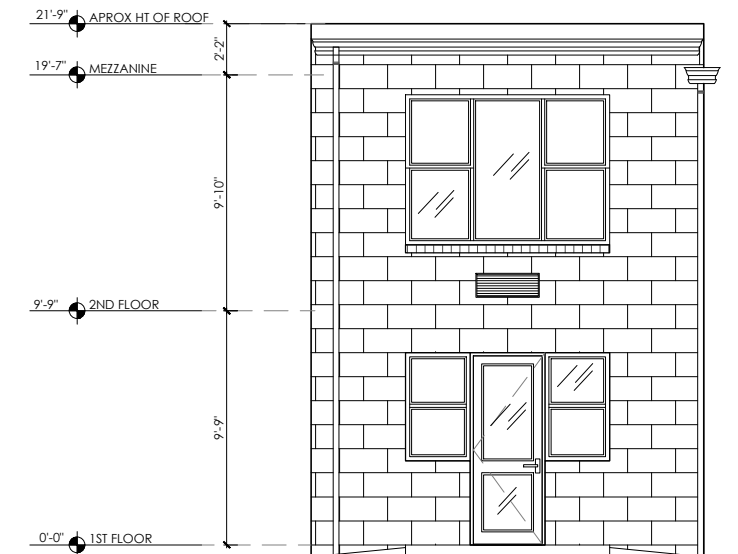 21'-9" APROX HT OF ROOF
2'-2"
19'-7" MEZZANINE
9'-10"
9'-9" 2ND FLOOR
9'-9"
0'-0" 1ST FLOOR